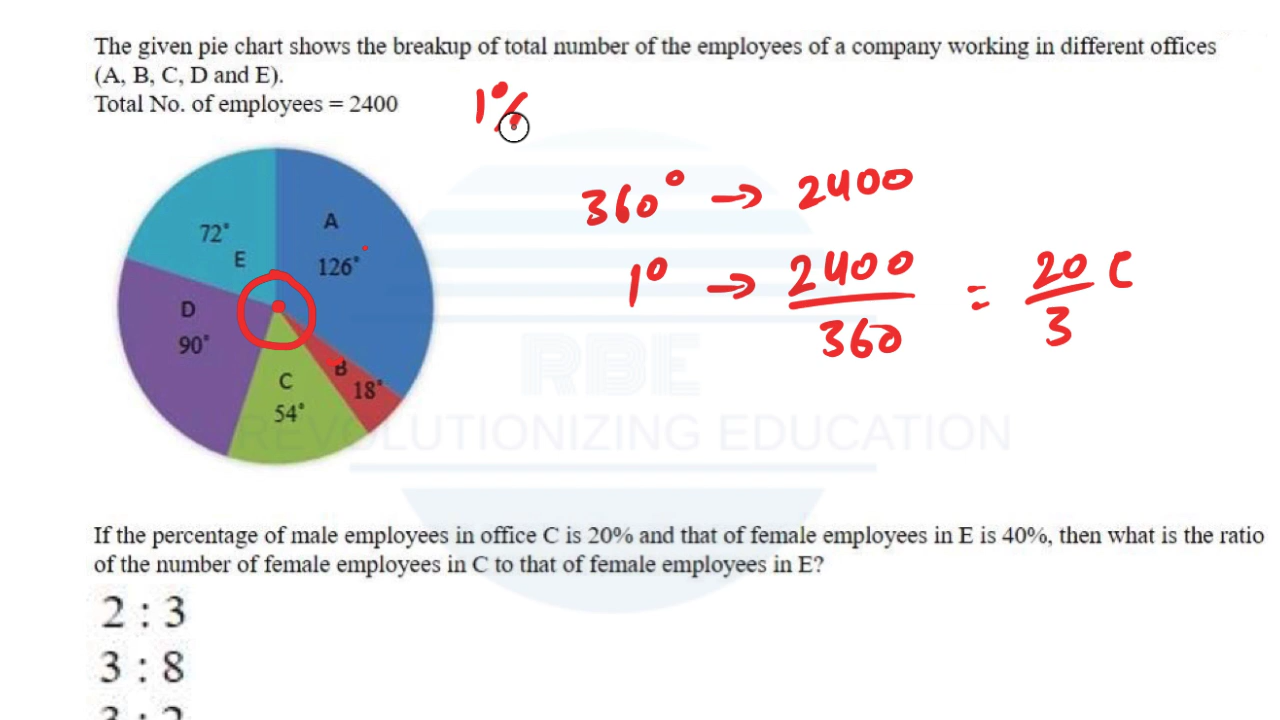 The given pie chart shows the breakup of total number of the employees of a company working in different offices
(A, B, C, D and E).
Total No. of employees = 2400
1%
360° → 2400
1° → 2400/360 = 20/3 C
A
126°
72°
E
D
90°
B
18°
C
54°
RBE
REVOLUTIONIZING EDUCATION
If the percentage of male employees in office C is 20% and that of female employees in E is 40%, then what is the ratio
of the number of female employees in C to that of female employees in E?
2 : 3
3 : 8
3 : 2